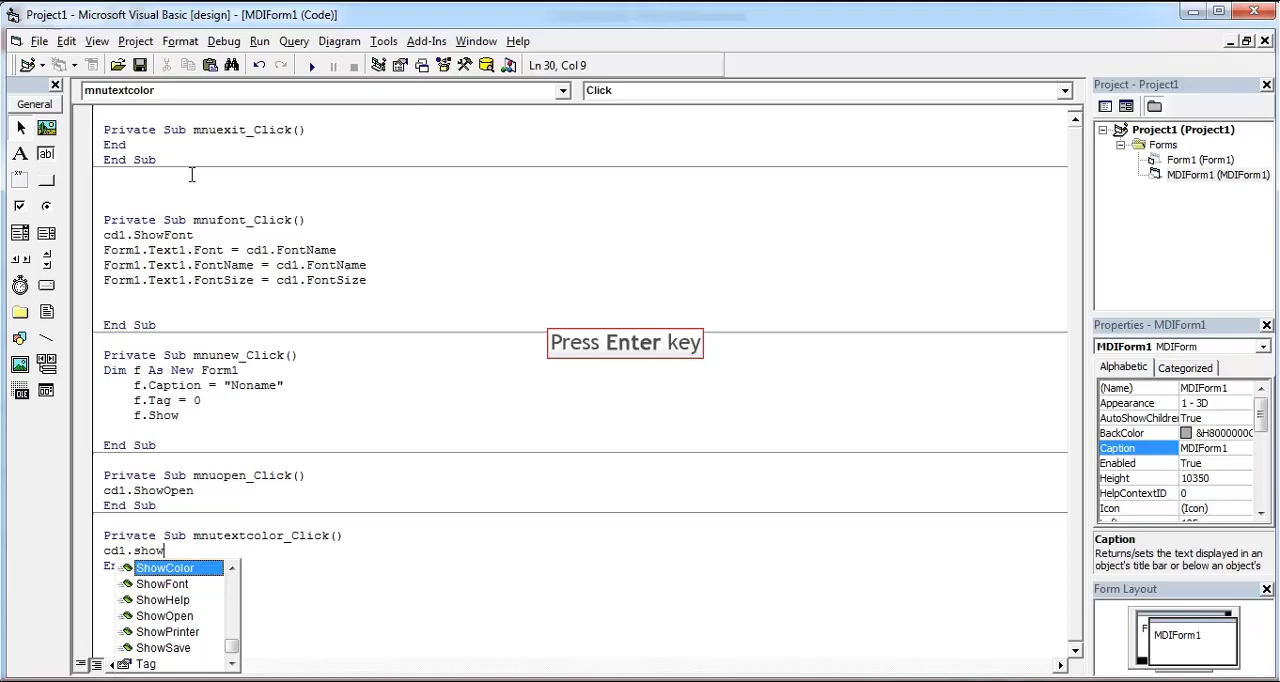 Project1 - Microsoft Visual Basic [design] - [MDIForm1 (Code)]
File Edit View Project Format Debug Run Query Diagram Tools Add-Ins Window Help
Ln 30, Col 9
General
mnutextcolor
Click
Private Sub mnuexit_Click()
End
End Sub
Private Sub mnufont_Click()
cd1.ShowFont
Form1.Text1.Font = cd1.FontName
Form1.Text1.FontName = cd1.FontName
Form1.Text1.FontSize = cd1.FontSize
End Sub
Press Enter key
Private Sub mnunew_Click()
Dim f As New Form1
f.Caption = "Noname"
f.Tag = 0
f.Show
End Sub
Private Sub mnuopen_Click()
cd1.ShowOpen
End Sub
Private Sub mnutextcolor_Click()
cd1.show
ShowColor
ShowFont
ShowHelp
ShowOpen
ShowPrinter
ShowSave
Tag
Project - Project1
Project1 (Project1)
Forms
Form1 (Form1)
MDIForm1 (MDIForm1)
Properties - MDIForm1
MDIForm1 MDIForm
Alphabetic Categorized
(Name) MDIForm1
Appearance 1 - 3D
AutoShowChildre True
BackColor &H8000000C
Caption MDIForm1
Enabled True
Height 10350
HelpContextID 0
Icon (Icon)
Caption
Returns/sets the text displayed in an
object's title bar or below an object's
Form Layout
F
MDIForm1